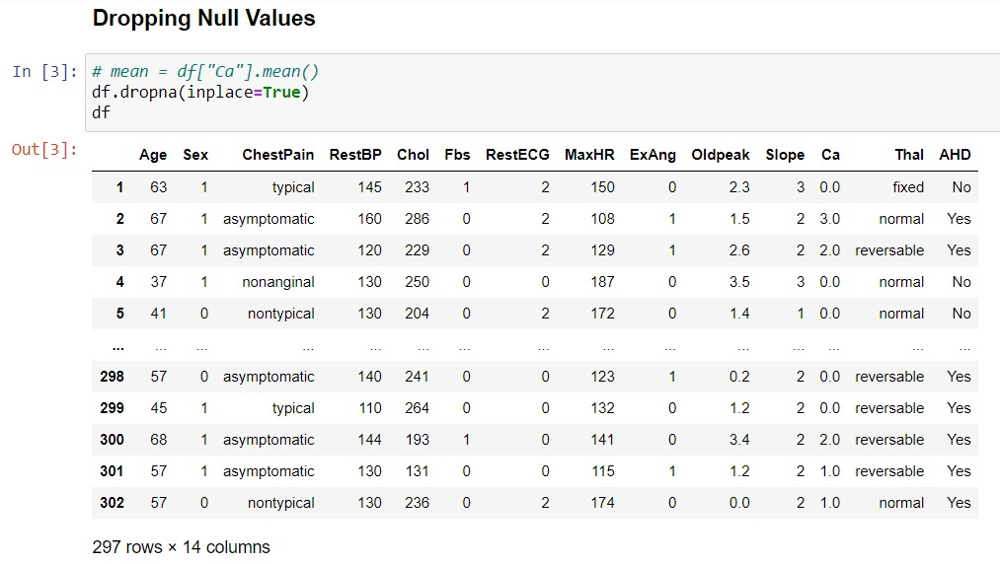 Dropping Null Values
In [3]: # mean = df["Ca"].mean()
df.dropna(inplace=True)
df
Out[3]:
Age Sex ChestPain RestBP Chol Fbs RestECG MaxHR ExAng Oldpeak Slope Ca Thal AHD
1 63 1 typical 145 233 1 2 150 0 2.3 3 0.0 fixed No
2 67 1 asymptomatic 160 286 0 2 108 1 1.5 2 3.0 normal Yes
3 67 1 asymptomatic 120 229 0 2 129 1 2.6 2 2.0 reversable Yes
4 37 1 nonanginal 130 250 0 0 187 0 3.5 3 0.0 normal No
5 41 0 nontypical 130 204 0 2 172 0 1.4 1 0.0 normal No
... ... ... ... ... ... ... ... ... ... ... ... ... ... ...
298 57 0 asymptomatic 140 241 0 0 123 1 0.2 2 0.0 reversable Yes
299 45 1 typical 110 264 0 0 132 0 1.2 2 0.0 reversable Yes
300 68 1 asymptomatic 144 193 1 0 141 0 3.4 2 2.0 reversable Yes
301 57 1 asymptomatic 130 131 0 0 115 1 1.2 2 1.0 reversable Yes
302 57 0 nontypical 130 236 0 2 174 0 0.0 2 1.0 normal Yes
297 rows × 14 columns